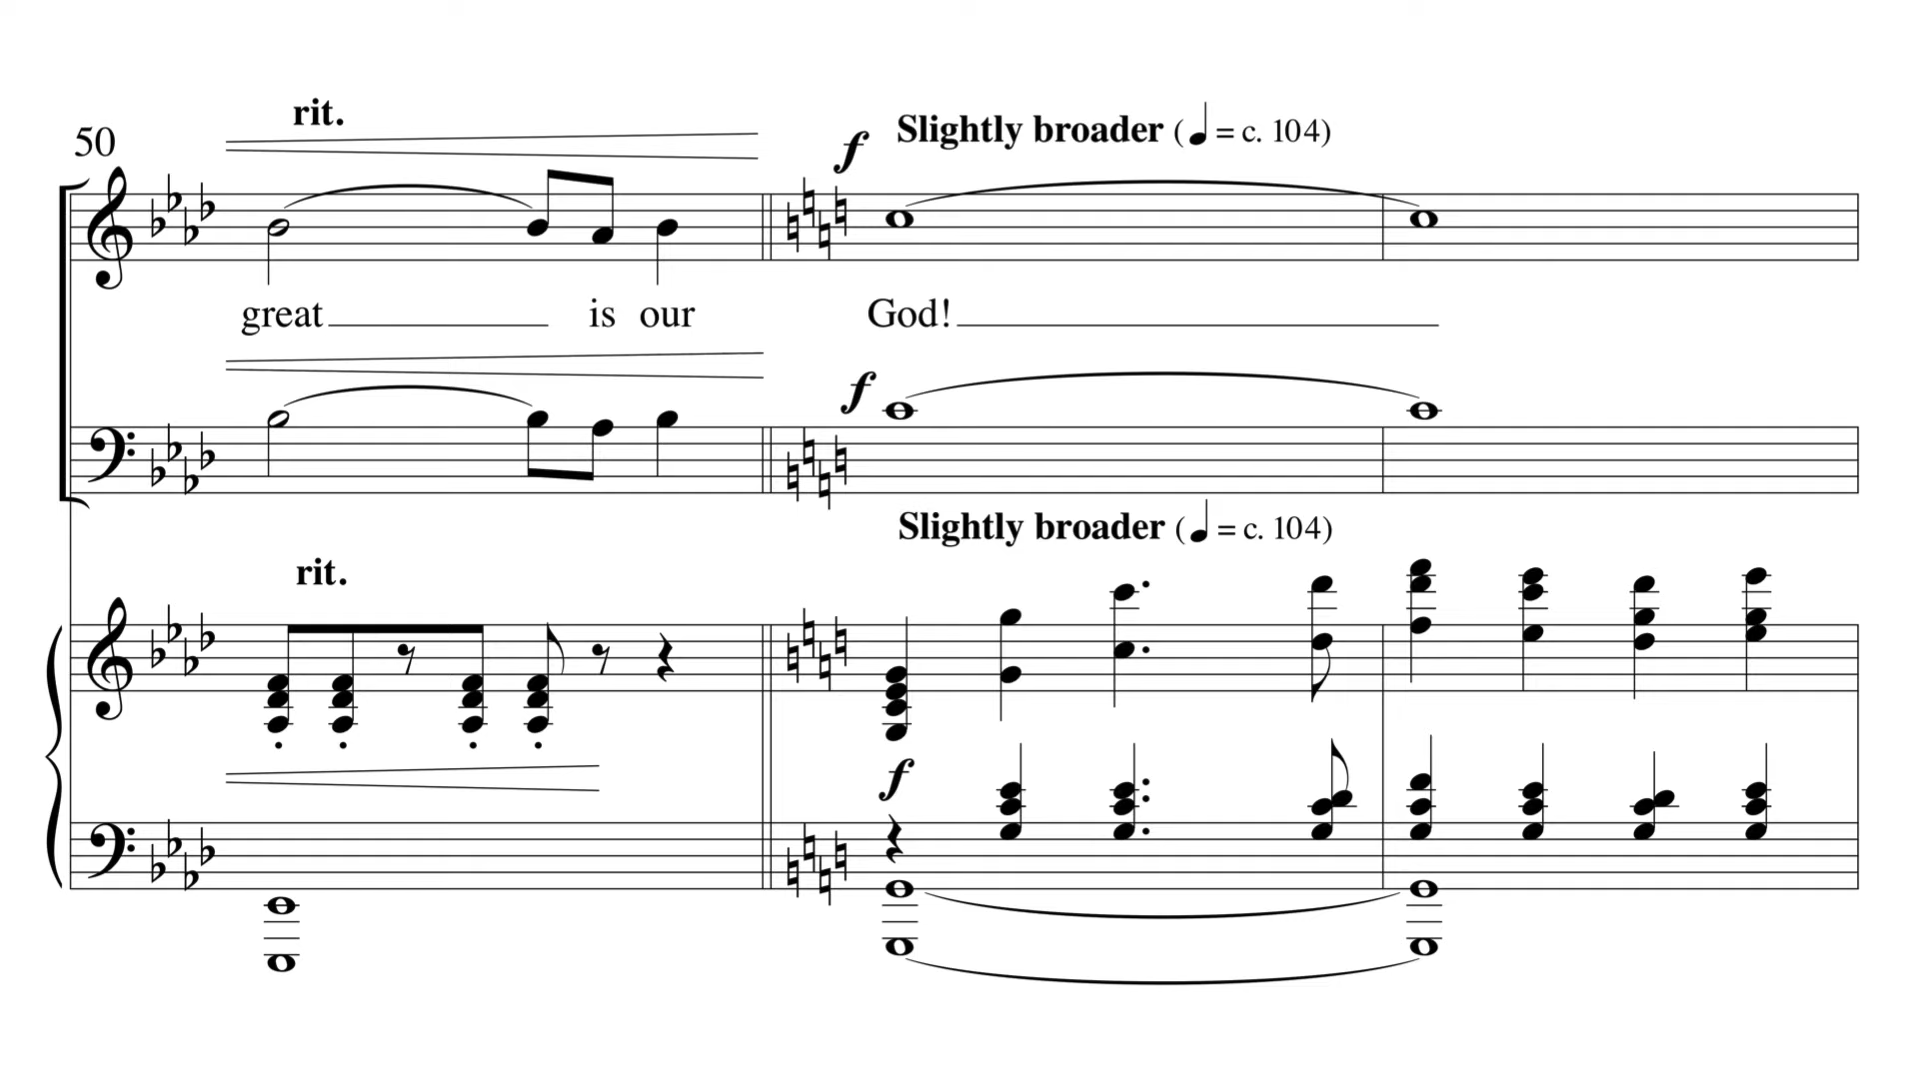 rit.
50
f Slightly broader (♩ = c. 104)
great is our God!
f
Slightly broader (♩ = c. 104)
rit.
f